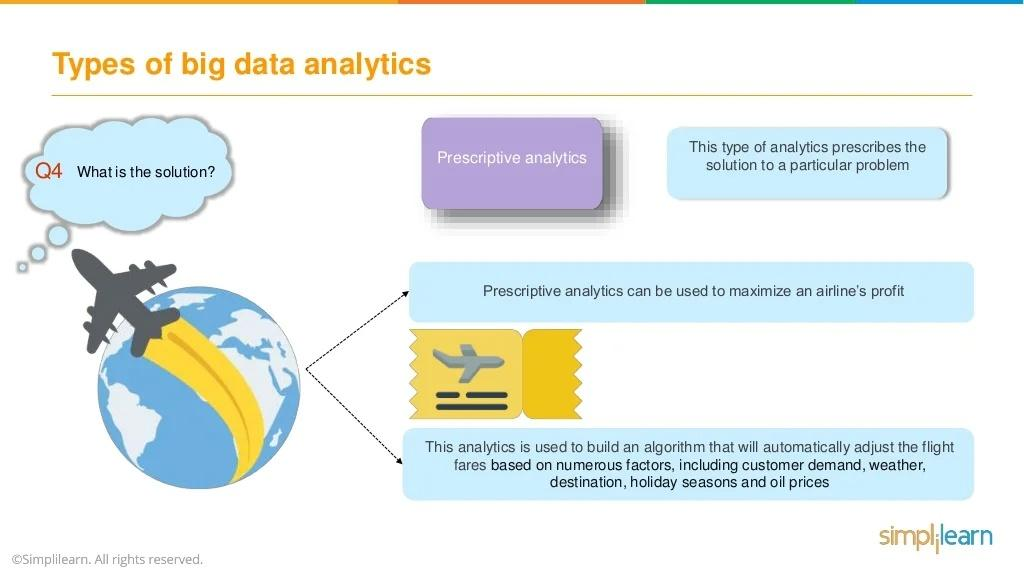 Types of big data analytics
Q4 What is the solution?
Prescriptive analytics
This type of analytics prescribes the
solution to a particular problem
Prescriptive analytics can be used to maximize an airline’s profit
This analytics is used to build an algorithm that will automatically adjust the flight
fares based on numerous factors, including customer demand, weather,
destination, holiday seasons and oil prices
simplilearn
©Simplilearn. All rights reserved.